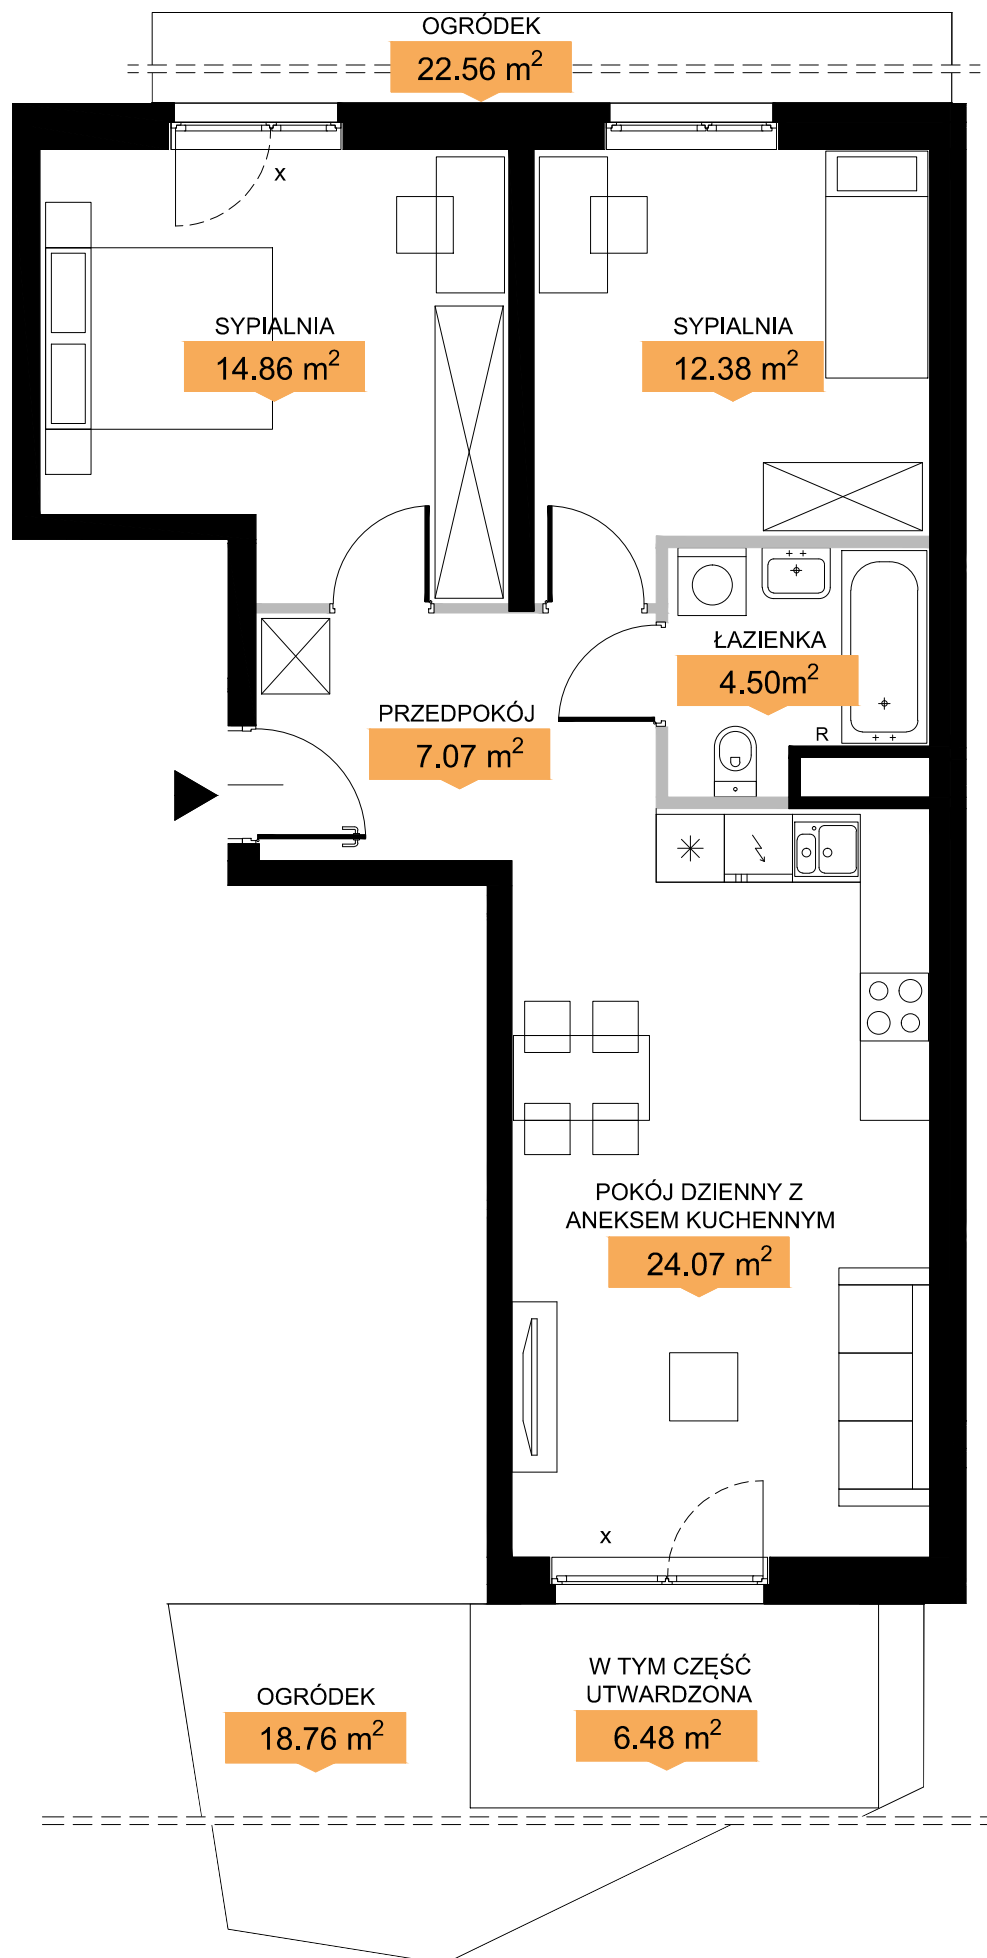 OGRÓDEK
22.56 m²
x
SYPIALNIA
14.86 m²
SYPIALNIA
12.38 m²
ŁAZIENKA
4.50m²
PRZEDPOKÓJ
7.07 m²
R
POKÓJ DZIENNY Z
ANEKSEM KUCHENNYM
24.07 m²
x
OGRÓDEK
18.76 m²
W TYM CZĘŚĆ
UTWARDZONA
6.48 m²